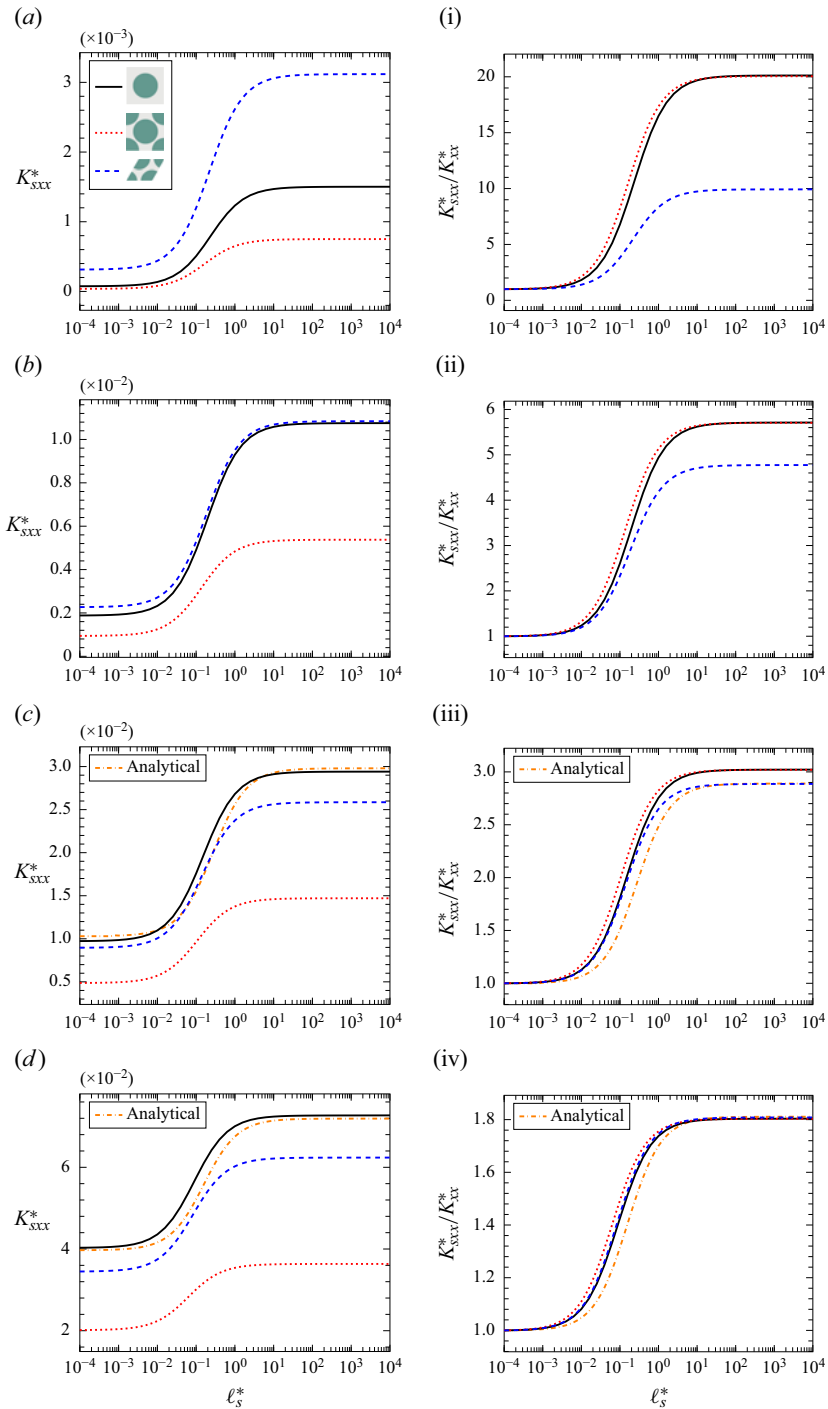 (a) (i)
(×10⁻³)
3
2
1
0
K*sxx
10⁻⁴ 10⁻³ 10⁻² 10⁻¹ 10⁰ 10¹ 10² 10³ 10⁴
20
10
0
K*sxx/K*xx
10⁻⁴ 10⁻³ 10⁻² 10⁻¹ 10⁰ 10¹ 10² 10³ 10⁴
(b) (ii)
(×10⁻²)
1.0
0.8
0.6
0.4
0.2
0
K*sxx
10⁻⁴ 10⁻³ 10⁻² 10⁻¹ 10⁰ 10¹ 10² 10³ 10⁴
6
5
4
3
2
1
K*sxx/K*xx
10⁻⁴ 10⁻³ 10⁻² 10⁻¹ 10⁰ 10¹ 10² 10³ 10⁴
(c) (iii)
(×10⁻²)
Analytical
3.0
2.5
2.0
1.5
1.0
0.5
K*sxx
10⁻⁴ 10⁻³ 10⁻² 10⁻¹ 10⁰ 10¹ 10² 10³ 10⁴
Analytical
3.0
2.5
2.0
1.5
1.0
K*sxx/K*xx
10⁻⁴ 10⁻³ 10⁻² 10⁻¹ 10⁰ 10¹ 10² 10³ 10⁴
(d) (iv)
(×10⁻²)
Analytical
6
4
2
K*sxx
10⁻⁴ 10⁻³ 10⁻² 10⁻¹ 10⁰ 10¹ 10² 10³ 10⁴
ℓ*s
Analytical
1.8
1.6
1.4
1.2
1.0
K*sxx/K*xx
10⁻⁴ 10⁻³ 10⁻² 10⁻¹ 10⁰ 10¹ 10² 10³ 10⁴
ℓ*s